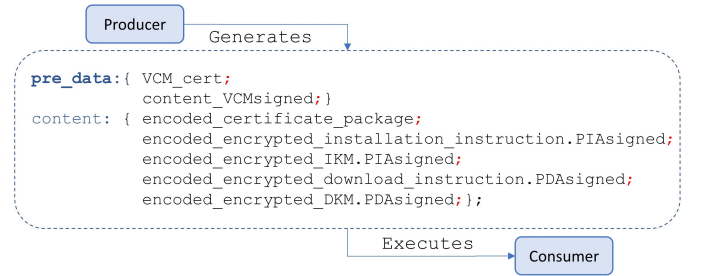 Producer
Generates
pre_data:{ VCM_cert;
content_VCMsigned;}
content: { encoded_certificate_package;
encoded_encrypted_installation_instruction.PIAsigned;
encoded_encrypted_IKM.PIAsigned;
encoded_encrypted_download_instruction.PDAsigned;
encoded_encrypted_DKM.PDAsigned;};
Executes
Consumer